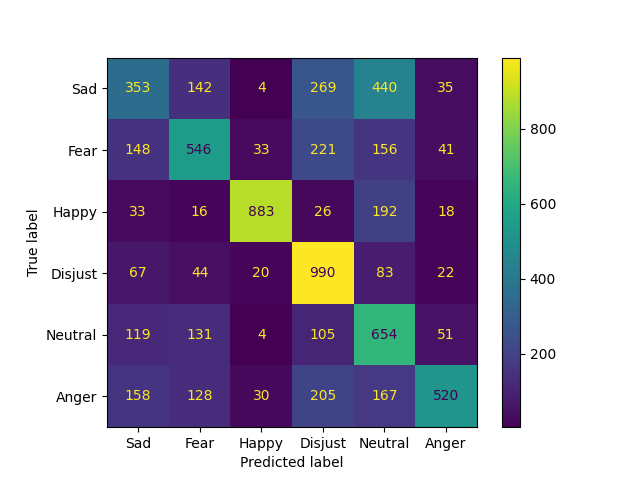 Sad 353 142 4 269 440 35
Fear 148 546 33 221 156 41
Happy 33 16 883 26 192 18
Disjust 67 44 20 990 83 22
Neutral 119 131 4 105 654 51
Anger 158 128 30 205 167 520
Sad Fear Happy Disjust Neutral Anger
Predicted label
True label
800
600
400
200